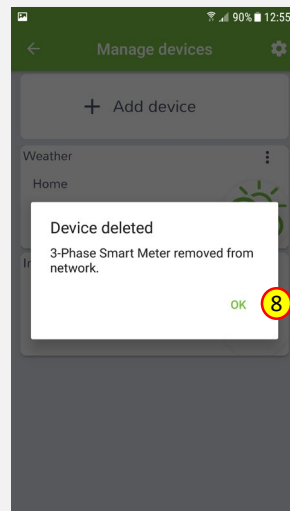 90% 12:55
Manage devices
+ Add device
Weather
Home
Device deleted
3-Phase Smart Meter removed from
network.
In
OK
8